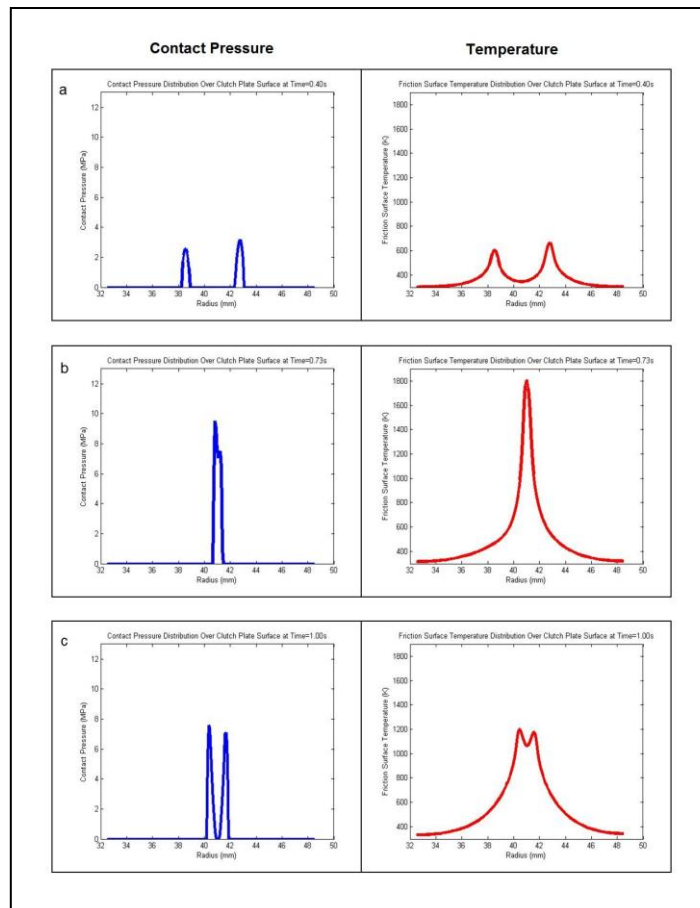 Contact Pressure
Temperature
a
Contact Pressure Distribution Over Clutch Plate Surface at Time=0.40s
Contact Pressure (MPa)
12
10
8
6
4
2
0
32 34 36 38 40 42 44 46 48 50
Radius (mm)
Friction Surface Temperature Distribution Over Clutch Plate Surface at Time=0.40s
Friction Surface Temperature (K)
1800
1600
1400
1200
1000
800
600
400
32 34 36 38 40 42 44 46 48 50
Radius (mm)
b
Contact Pressure Distribution Over Clutch Plate Surface at Time=0.73s
Contact Pressure (MPa)
12
10
8
6
4
2
0
32 34 36 38 40 42 44 46 48 50
Radius (mm)
Friction Surface Temperature Distribution Over Clutch Plate Surface at Time=0.73s
Friction Surface Temperature (K)
1800
1600
1400
1200
1000
800
600
400
32 34 36 38 40 42 44 46 48 50
Radius (mm)
c
Contact Pressure Distribution Over Clutch Plate Surface at Time=1.00s
Contact Pressure (MPa)
12
10
8
6
4
2
0
32 34 36 38 40 42 44 46 48 50
Radius (mm)
Friction Surface Temperature Distribution Over Clutch Plate Surface at Time=1.00s
Friction Surface Temperature (K)
1800
1600
1400
1200
1000
800
600
400
32 34 36 38 40 42 44 46 48 50
Radius (mm)